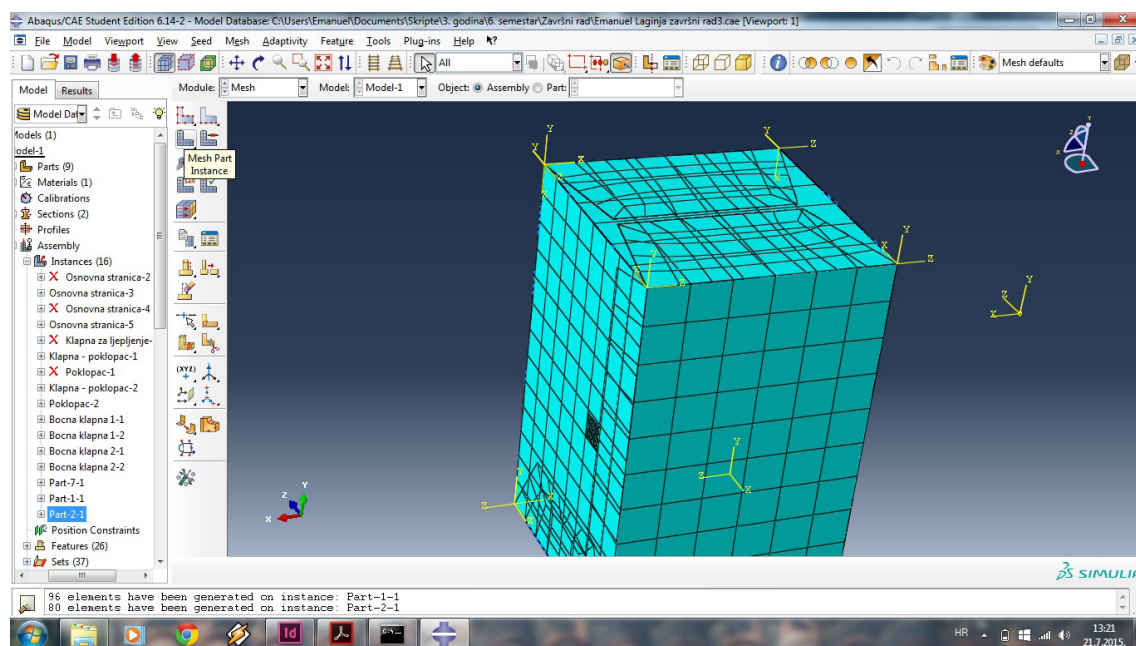 Abaqus/CAE Student Edition 6.14-2 - Model Database: C:\Users\Emanuel\Documents\Skripte\3. godina\6. semestar\Završni rad\Emanuel Laginja završni rad3.cae [Viewport: 1]
File Model Viewport View Seed Mesh Adaptivity Feature Tools Plug-ins Help
All Mesh defaults
Model Results Module: Mesh Model: Model-1 Object: Assembly Part:
Model Dat
Models (1)
odel-1
Parts (9)
Materials (1)
Calibrations
Sections (2)
Profiles
Assembly
Instances (16)
Osnovna stranica-2
Osnovna stranica-3
Osnovna stranica-4
Osnovna stranica-5
Klapna za ljepljenje-
Klapna - poklopac-1
Poklopac-1
Klapna - poklopac-2
Poklopac-2
Bocna klapna 1-1
Bocna klapna 1-2
Bocna klapna 2-1
Bocna klapna 2-2
Part-7-1
Part-1-1
Part-2-1
Position Constraints
Features (26)
Sets (37)
Mesh Part
Instance
(XYZ)
Y
Y
X
Z
Y
Z
Y
Z
X
Y
Z
X
Y
Z
X
Y
Z
X
SIMULIA
96 elements have been generated on instance: Part-1-1
80 elements have been generated on instance: Part-2-1
Id
HR
13:21
21.7.2015.